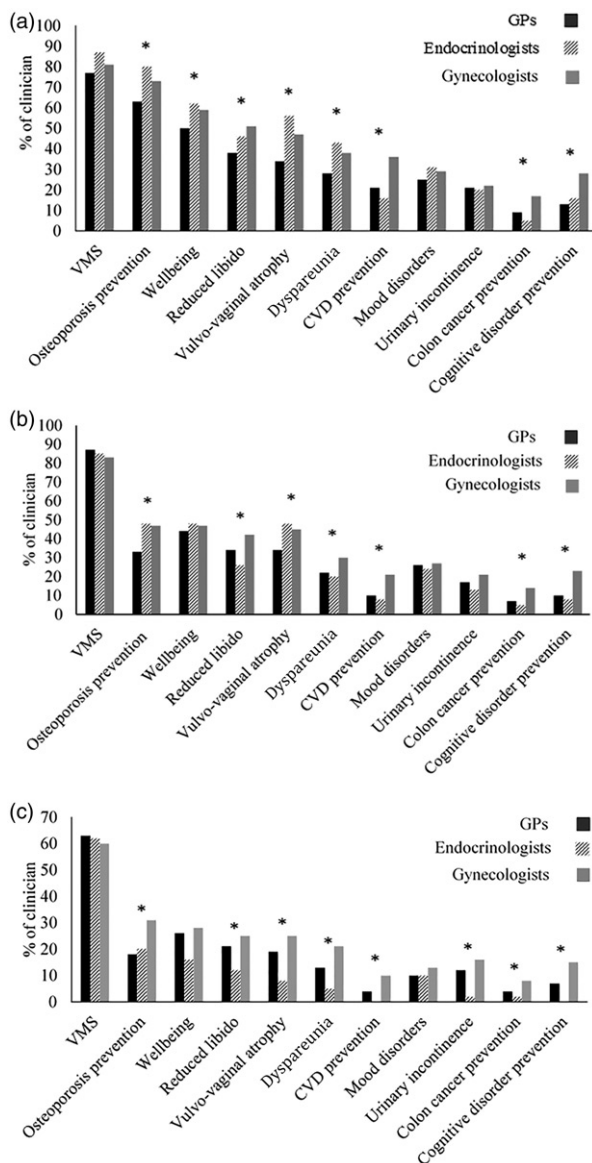 (a)
GPs
Endocrinologists
Gynecologists
% of clinician
100
90
80
70
60
50
40
30
20
10
0
* * * * * * * *
VMS
Osteoporosis prevention
Wellbeing
Reduced libido
Vulvo-vaginal atrophy
Dyspareunia
CVD prevention
Mood disorders
Urinary incontinence
Colon cancer prevention
Cognitive disorder prevention
(b)
GPs
Endocrinologists
Gynecologists
% of clinician
100
90
80
70
60
50
40
30
20
10
0
* * * * * * *
VMS
Osteoporosis prevention
Wellbeing
Reduced libido
Vulvo-vaginal atrophy
Dyspareunia
CVD prevention
Mood disorders
Urinary incontinence
Colon cancer prevention
Cognitive disorder prevention
(c)
GPs
Endocrinologists
Gynecologists
% of clinician
70
60
50
40
30
20
10
0
* * * * * * * *
VMS
Osteoporosis prevention
Wellbeing
Reduced libido
Vulvo-vaginal atrophy
Dyspareunia
CVD prevention
Mood disorders
Urinary incontinence
Colon cancer prevention
Cognitive disorder prevention